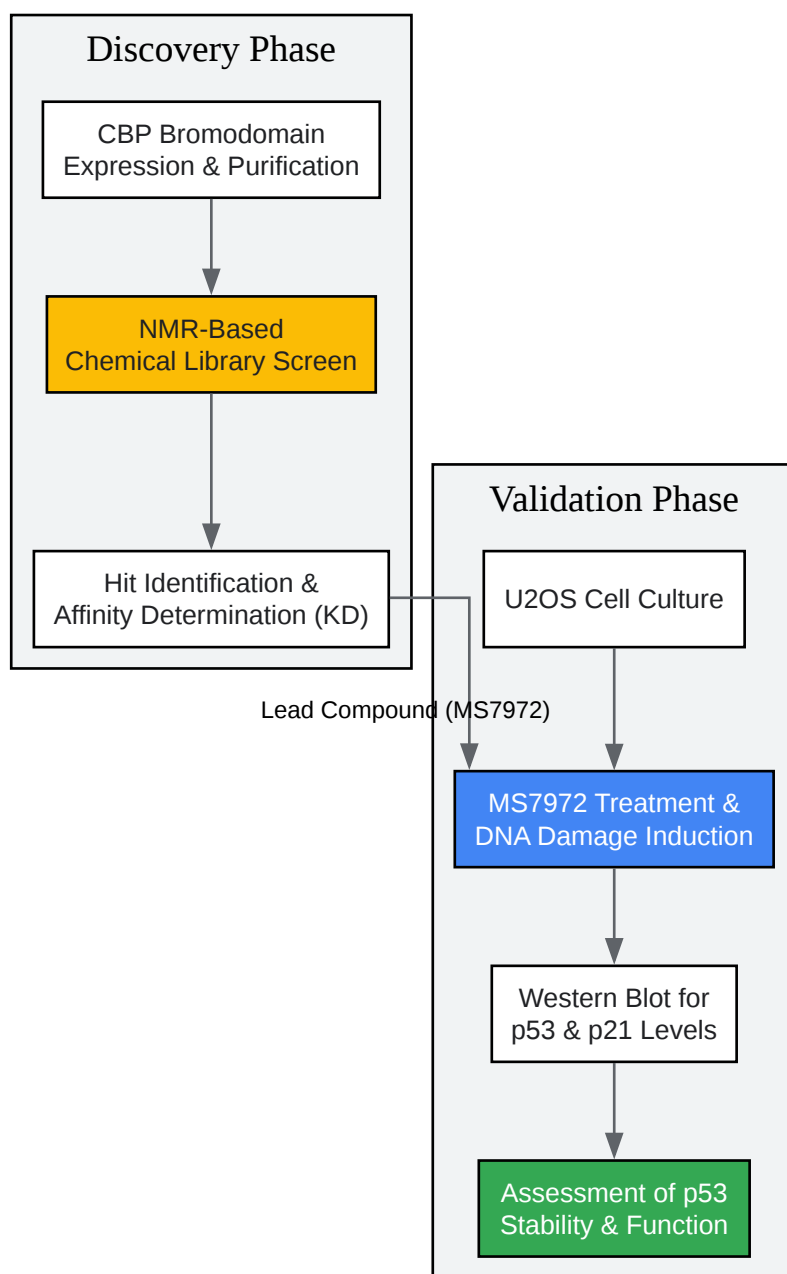 Discovery Phase
CBP Bromodomain
Expression & Purification
NMR-Based
Chemical Library Screen
Hit Identification &
Affinity Determination (KD)
Validation Phase
U2OS Cell Culture
Lead Compound (MS7972)
MS7972 Treatment &
DNA Damage Induction
Western Blot for
p53 & p21 Levels
Assessment of p53
Stability & Function